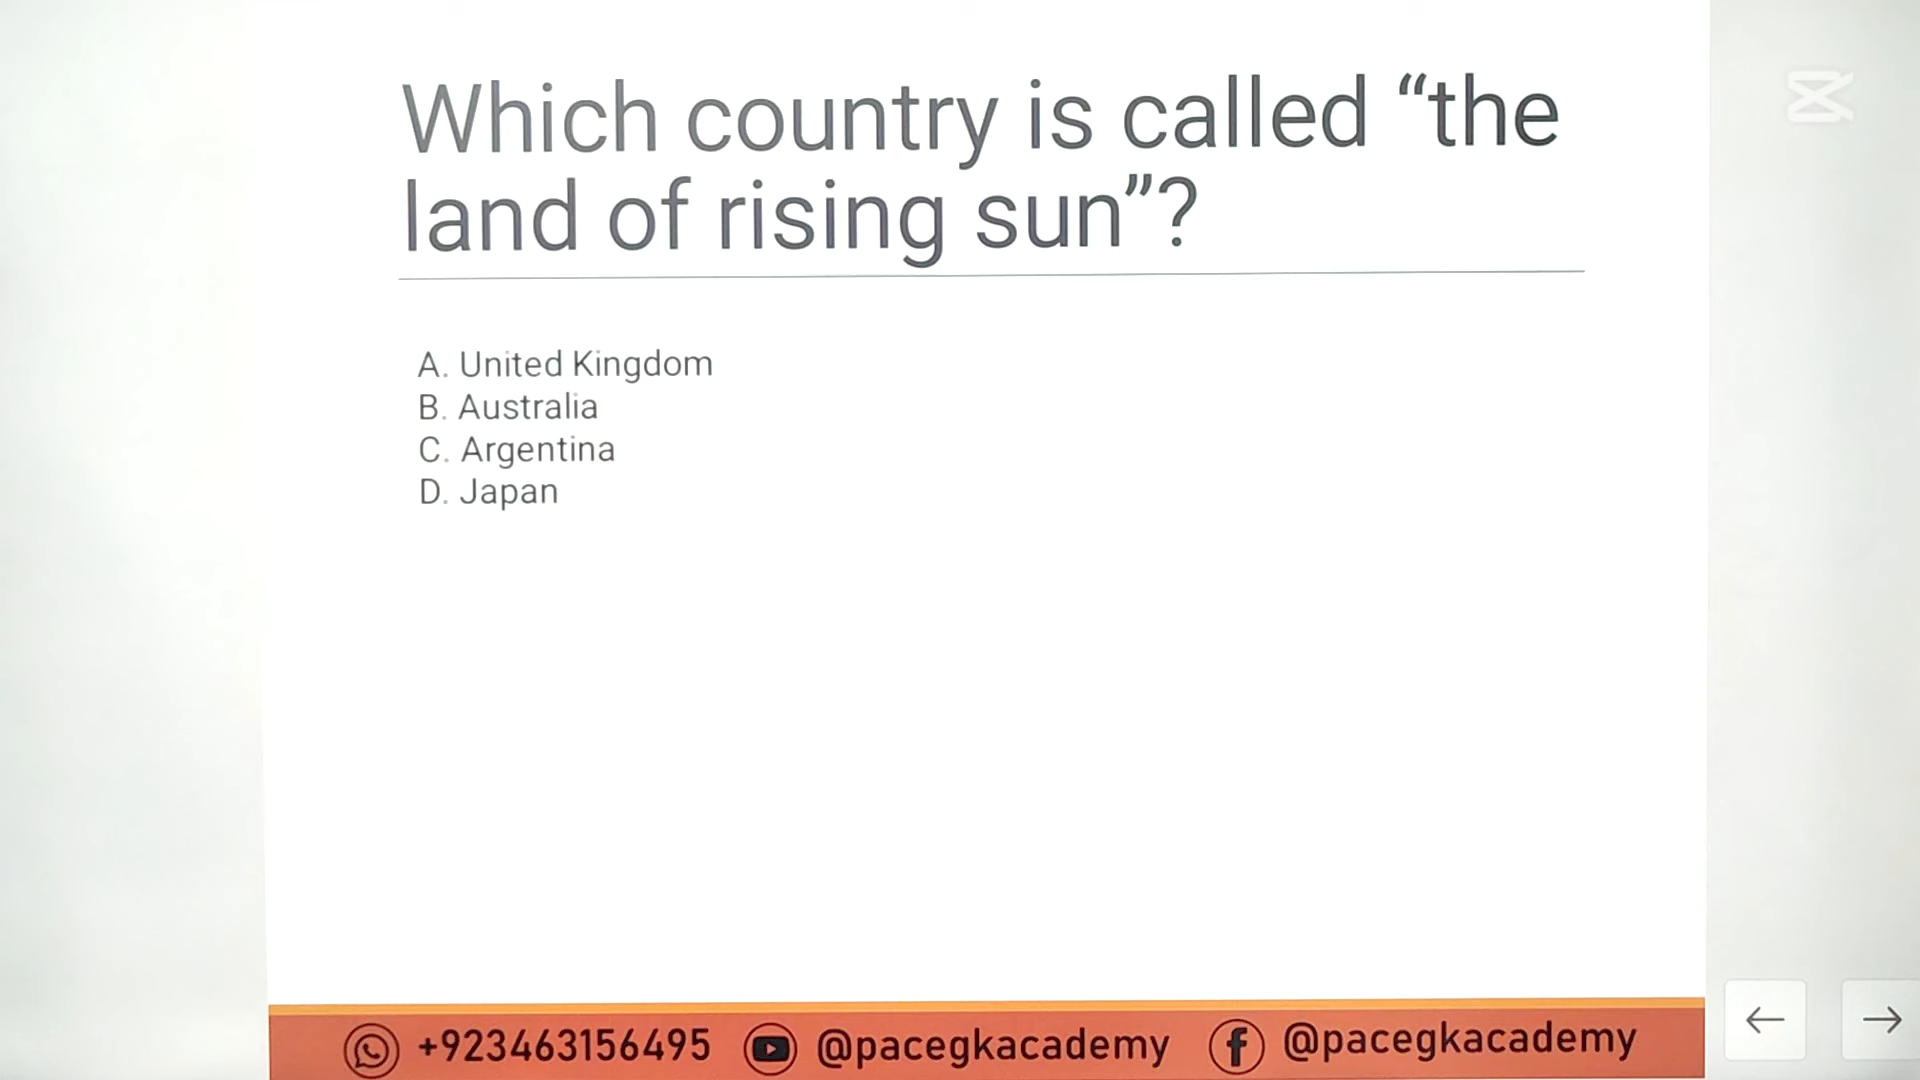 Which country is called “the
land of rising sun”?
A. United Kingdom
B. Australia
C. Argentina
D. Japan
+923463156495 @pacegkacademy @pacegkacademy